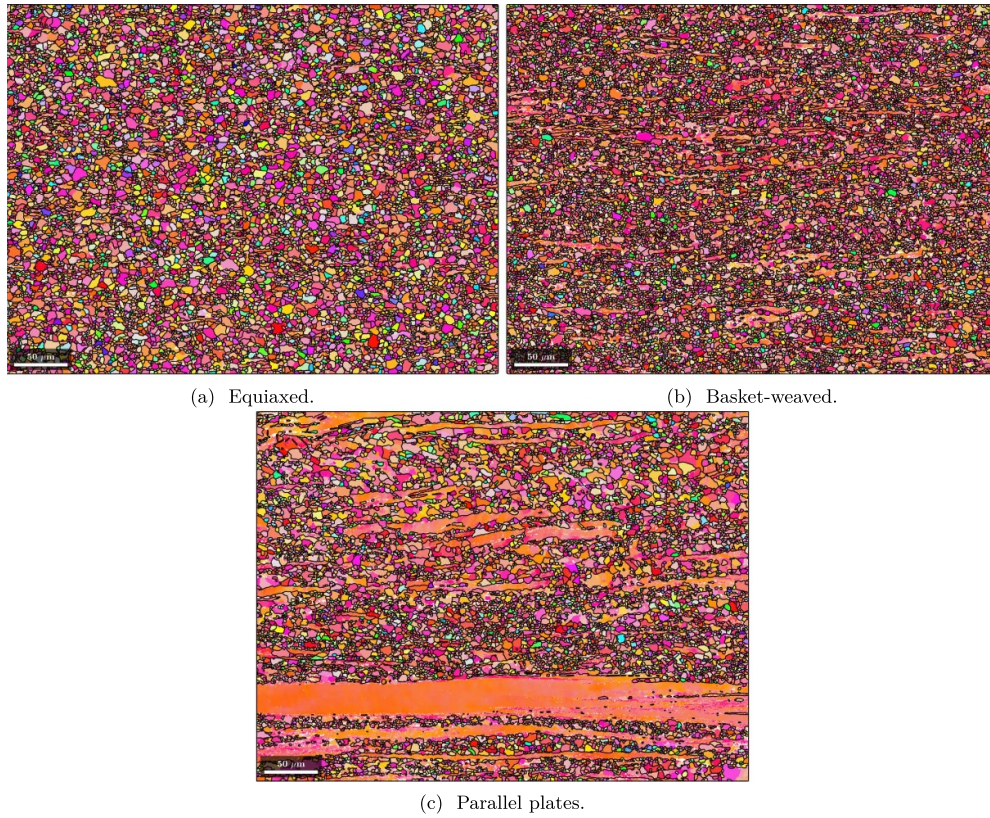 50 μm
50 μm
(a) Equiaxed.
(b) Basket-weaved.
50 μm
(c) Parallel plates.